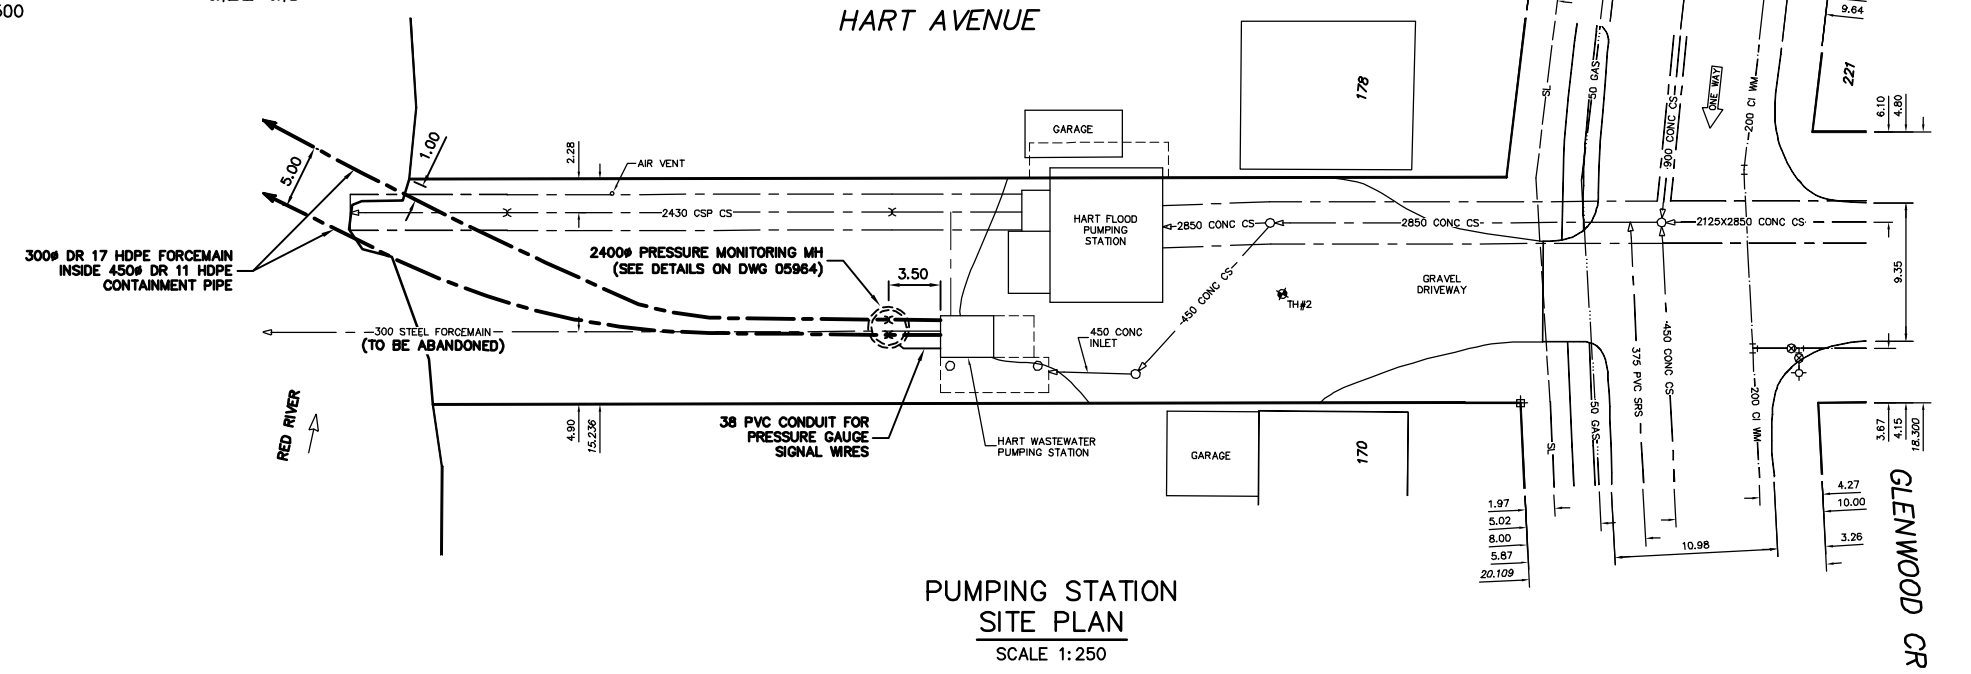 500
HART AVENUE
9.64
178
221
ONE WAY
50 GAS
SL
900 CONC CS
200 CI WM
6.10
4.80
GARAGE
1.00
5.00
2.28
AIR VENT
2430 CSP CS
HART FLOOD
PUMPING
STATION
2850 CONC CS
2850 CONC CS
2125X2850 CONC CS
300ø DR 17 HDPE FORCEMAIN
INSIDE 450ø DR 11 HDPE
CONTAINMENT PIPE
2400ø PRESSURE MONITORING MH
(SEE DETAILS ON DWG 05964)
3.50
450 CONC CS
GRAVEL
DRIVEWAY
9.35
TH#2
300 STEEL FORCEMAIN
(TO BE ABANDONED)
450 CONC
INLET
375 PVC SRS
450 CONC CS
200 CI WM
50 GAS
SL
RED RIVER
4.90
15.236
38 PVC CONDUIT FOR
PRESSURE GAUGE
SIGNAL WIRES
HART WASTEWATER
PUMPING STATION
GARAGE
170
3.67
4.15
18.300
1.97
5.02
8.00
5.87
20.109
10.98
4.27
10.00
3.26
GLENWOOD CR
PUMPING STATION
SITE PLAN
SCALE 1:250